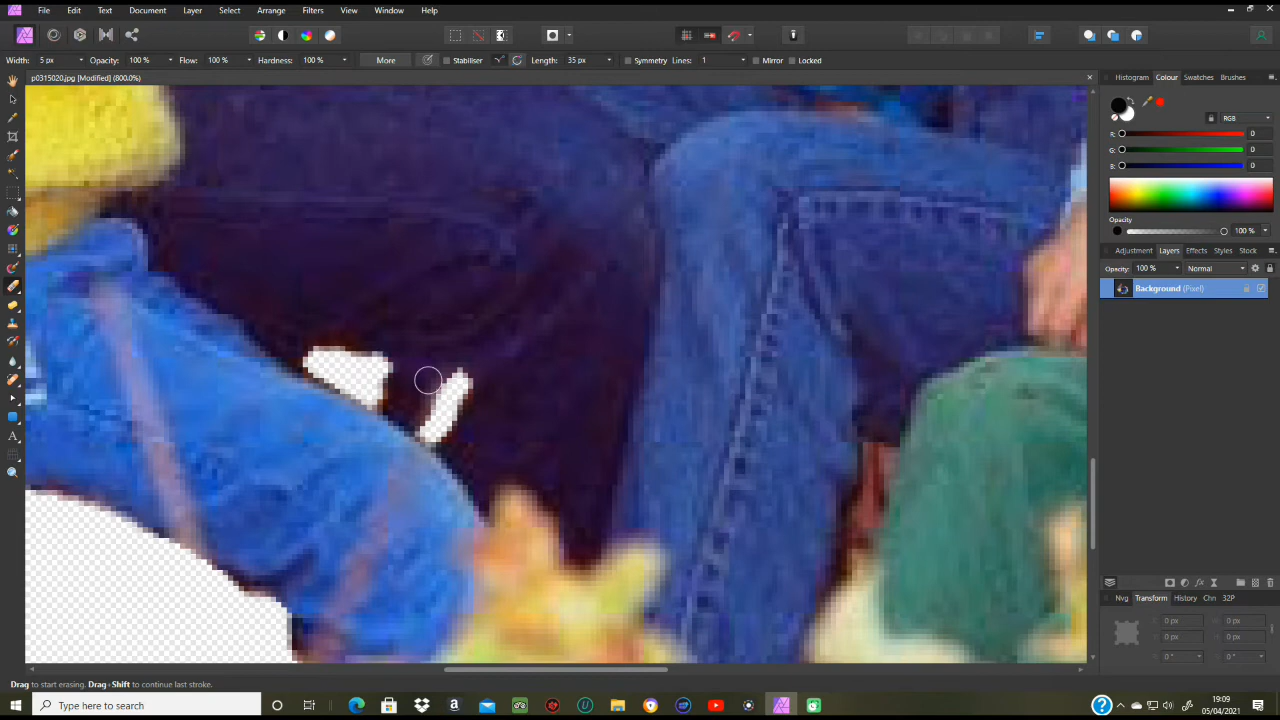 File Edit Text Document Layer Select Arrange Filters View Window Help
Width: 5 px Opacity: 100 % Flow: 100 % Hardness: 100 % More Stabiliser Length: 35 px Symmetry Lines: 1 Mirror Locked
p0315020.jpg [Modified] (800.0%)
Histogram Colour Swatches Brushes
RGB
R: 0
G: 0
B: 0
Opacity
100 %
Adjustment Layers Effects Styles Stock
Opacity: 100 % Normal
Background (Pixel)
Nvg Transform History Chn 32P
X: 0 px W: 0 px
Y: 0 px H: 0 px
R: 0 ° S: 0 °
Drag to start erasing. Drag+Shift to continue last stroke.
Type here to search
19:09
05/04/2021